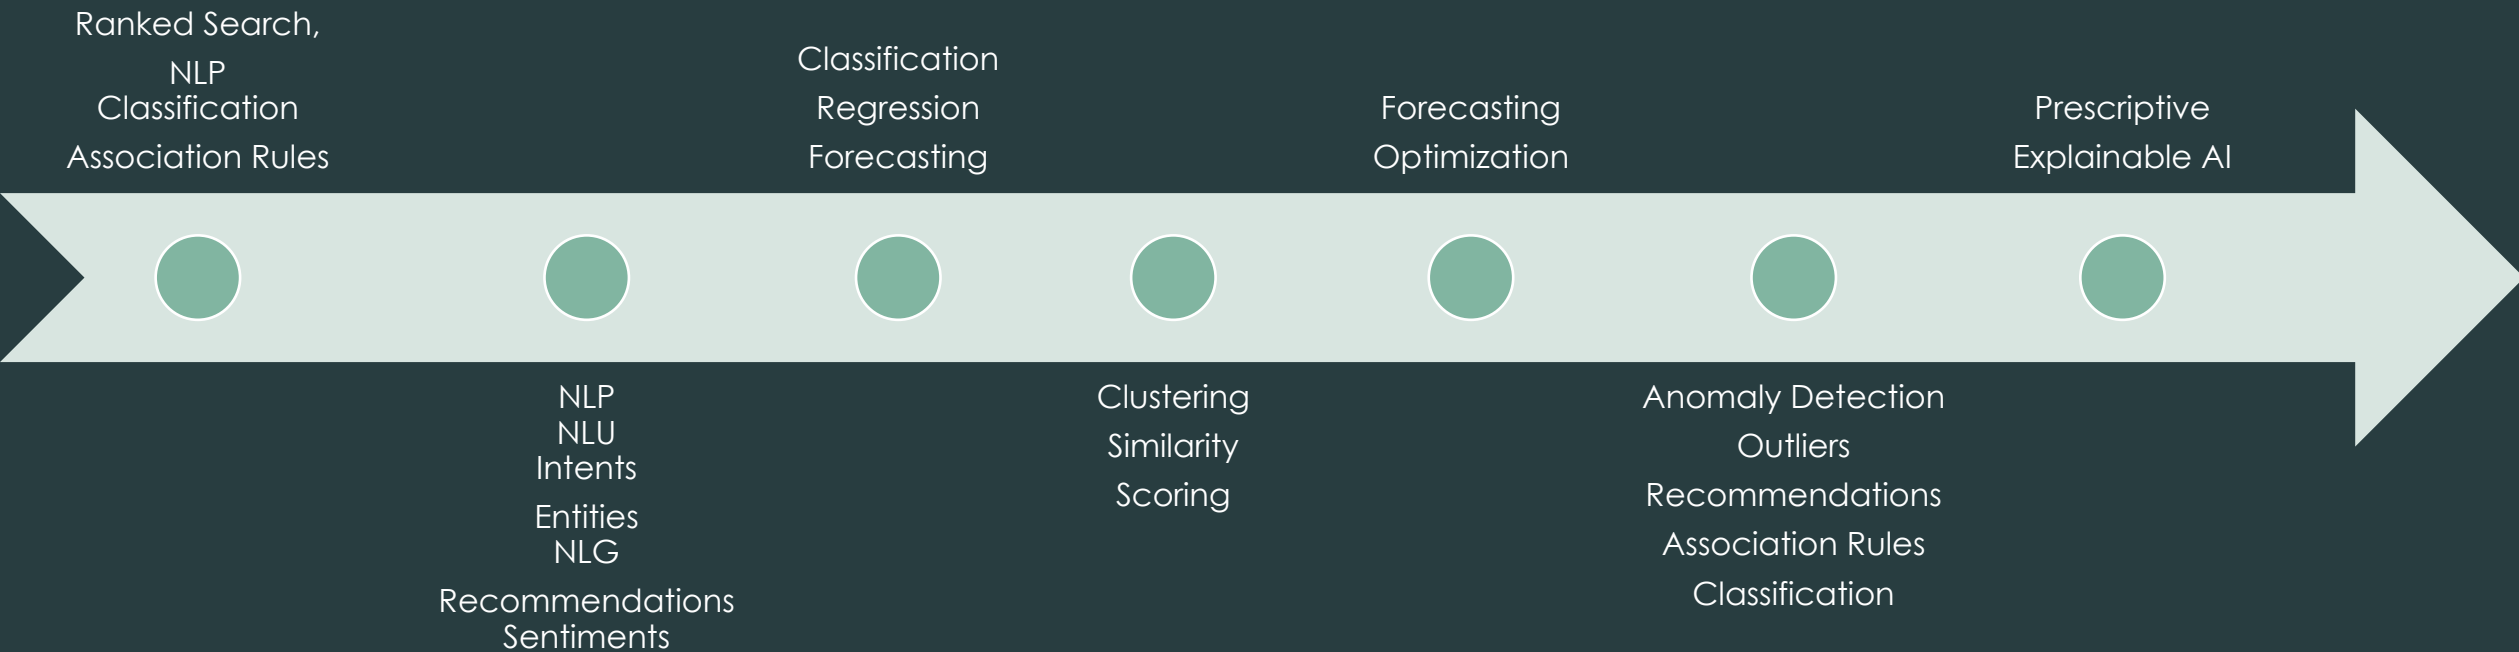 Ranked Search,
NLP
Classification
Association Rules
NLP
NLU
Intents
Entities
NLG
Recommendations
Sentiments
Classification
Regression
Forecasting
Clustering
Similarity
Scoring
Forecasting
Optimization
Anomaly Detection
Outliers
Recommendations
Association Rules
Classification
Prescriptive
Explainable AI